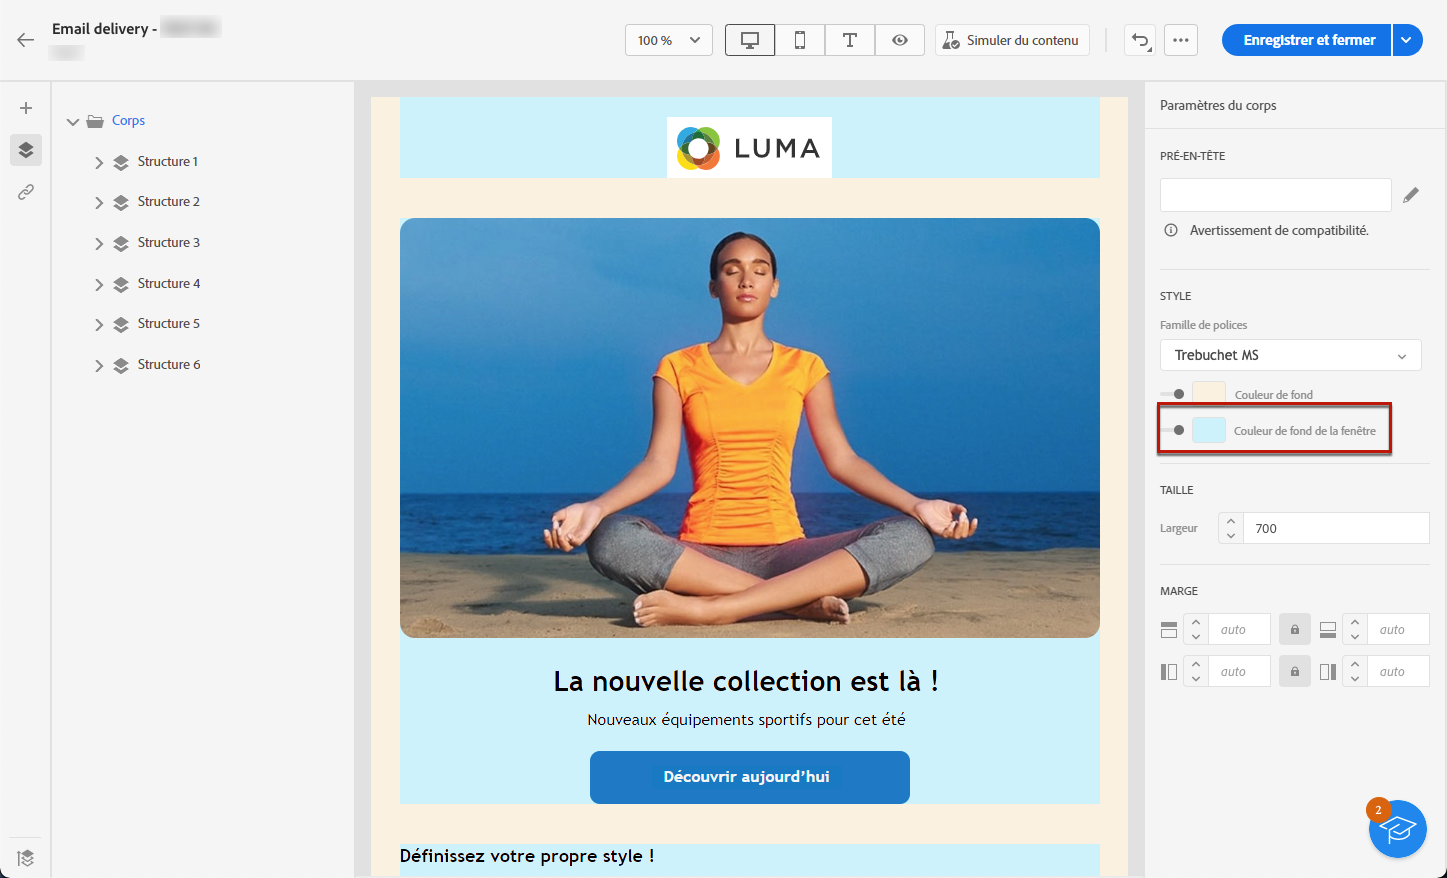 Email delivery -
100 %
Simuler du contenu
Enregistrer et fermer
Corps
Structure 1
Structure 2
Structure 3
Structure 4
Structure 5
Structure 6
LUMA
La nouvelle collection est là !
Nouveaux équipements sportifs pour cet été
Découvrir aujourd'hui
Définissez votre propre style !
Paramètres du corps
PRÉ-EN-TÊTE
Avertissement de compatibilité.
STYLE
Famille de polices
Trebuchet MS
Couleur de fond
Couleur de fond de la fenêtre
TAILLE
Largeur
700
MARGE
auto
auto
auto
auto
2